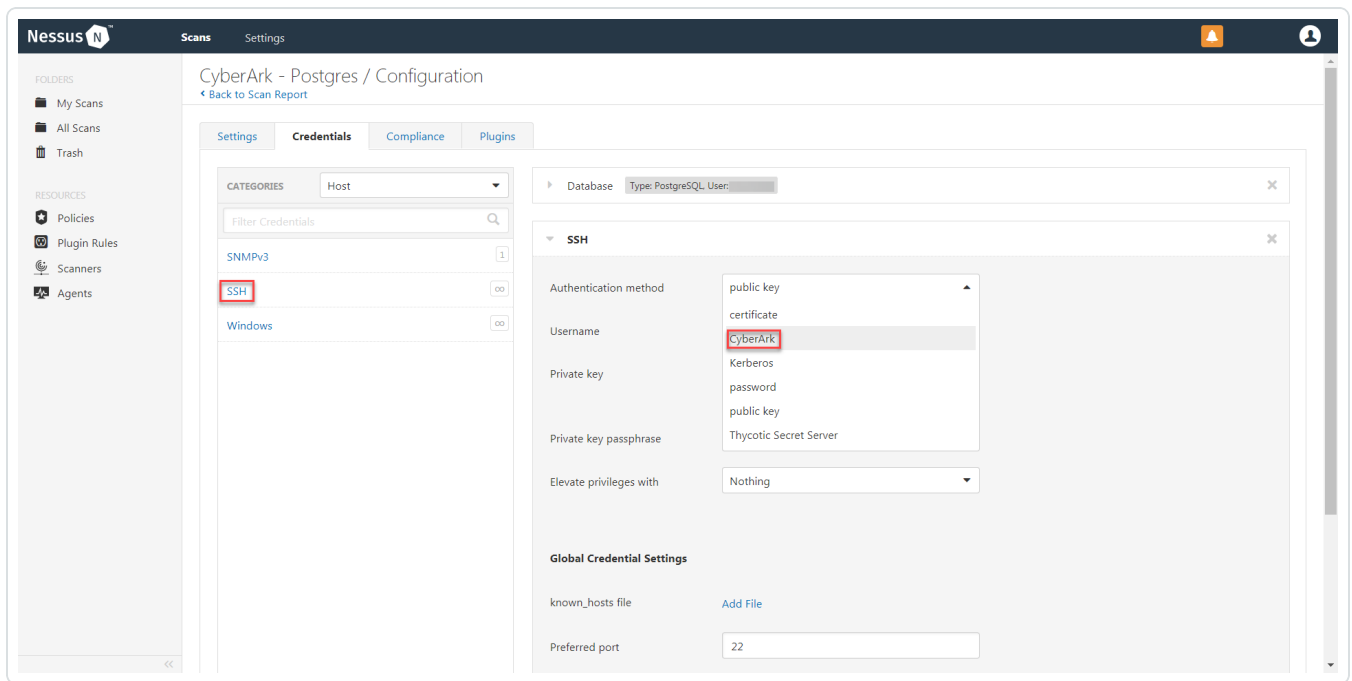 Nessus N ™
Scans
Settings
FOLDERS
My Scans
All Scans
Trash
RESOURCES
Policies
Plugin Rules
Scanners
Agents
CyberArk - Postgres / Configuration
Back to Scan Report
Settings
Credentials
Compliance
Plugins
CATEGORIES
Host
Filter Credentials
SNMPv3
1
SSH
∞
Windows
∞
Database
Type: PostgreSQL, User:
SSH
Authentication method
public key
certificate
CyberArk
Kerberos
password
public key
Thycotic Secret Server
Username
Private key
Private key passphrase
Elevate privileges with
Nothing
Global Credential Settings
known_hosts file
Add File
Preferred port
22